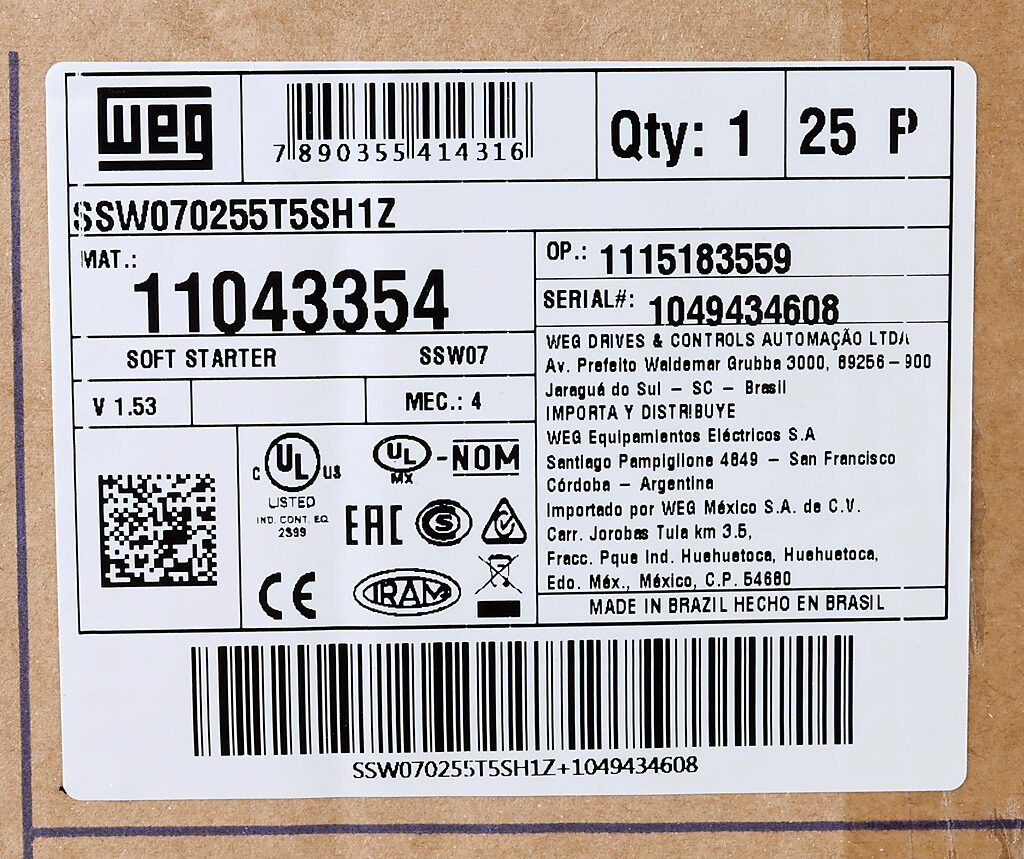 WEG
7 890355 414316
Qty: 1
25 P
SSW070255T5SH1Z
MAT.:
11043354
OP.: 1115183559
SERIAL#: 1049434608
SOFT STARTER SSW07
V 1.53
MEC.: 4
WEG DRIVES & CONTROLS AUTOMAÇÃO LTDA
Av. Prefeito Waldemar Grubba 3000, 89256-900
Jaraguá do Sul - SC - Brasil
IMPORTA Y DISTRIBUYE
WEG Equipamientos Eléctricos S.A
Santiago Pampiglione 4849 - San Francisco
Córdoba - Argentina
Importado por WEG México S.A. de C.V.
Carr. Jorobas Tula km 3.5,
Fracc. Pque Ind. Huehuetoca, Huehuetoca,
Edo. Méx., México, C.P. 54680
MADE IN BRAZIL HECHO EN BRASIL
C UL US
LISTED
IND. CONT. EQ
2S99
UL
MX
-NOM
EAC
S
CE
IRAM
SSW070255T5SH1Z+1049434608